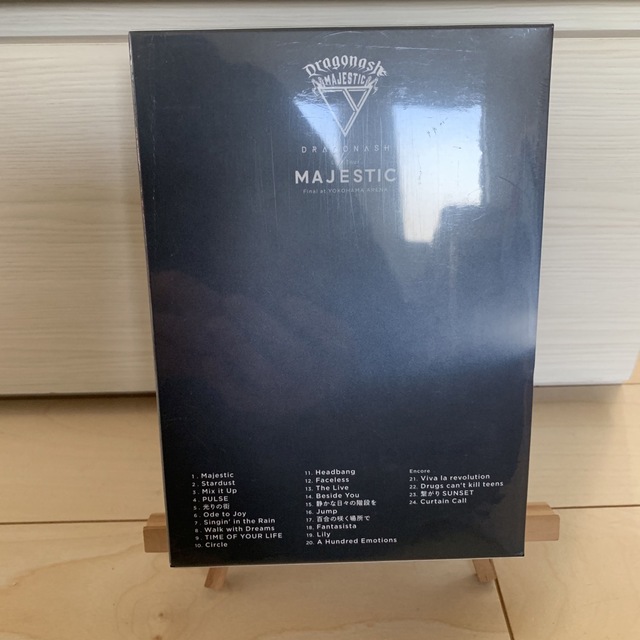 Dragonash
MAJESTIC
DRAGONASH
Tour
MAJESTIC
Final at YOKOHAMA ARENA
1. Majestic
2. Stardust
3. Mix it Up
4. PULSE
5. 光りの街
6. Ode to Joy
7. Singin' in the Rain
8. Walk with Dreams
9. TIME OF YOUR LIFE
10. Circle
11. Headbang
12. Faceless
13. The Live
14. Beside You
15. 静かな日々の階段を
16. Jump
17. 百合の咲く場所で
18. Fantasista
19. Lily
20. A Hundred Emotions
Encore
21. Viva la revolution
22. Drugs can't kill teens
23. 繋がりSUNSET
24. Curtain Call